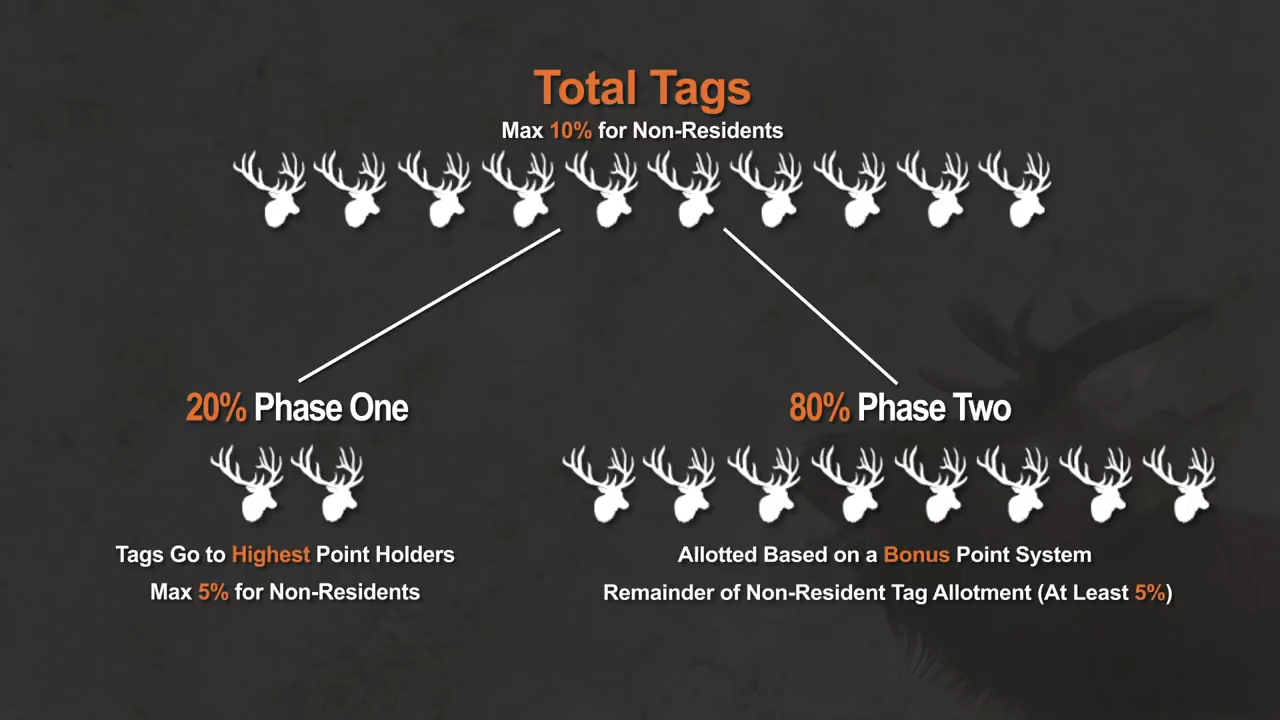 Total Tags
Max 10% for Non-Residents
20% Phase One
80% Phase Two
Tags Go to Highest Point Holders
Max 5% for Non-Residents
Allotted Based on a Bonus Point System
Remainder of Non-Resident Tag Allotment (At Least 5%)